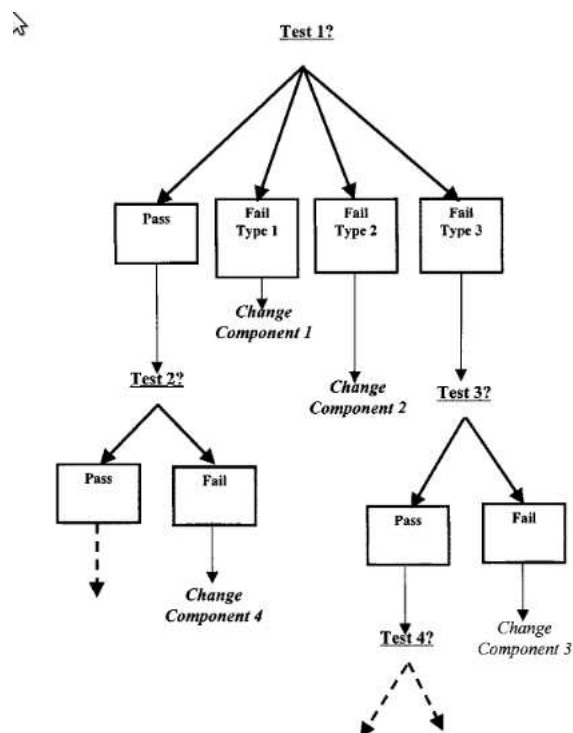 Test 1?
Pass
Fail
Type 1
Fail
Type 2
Fail
Type 3
Change
Component 1
Test 2?
Change
Component 2
Test 3?
Pass
Fail
Pass
Fail
Change
Component 4
Test 4?
Change
Component 3